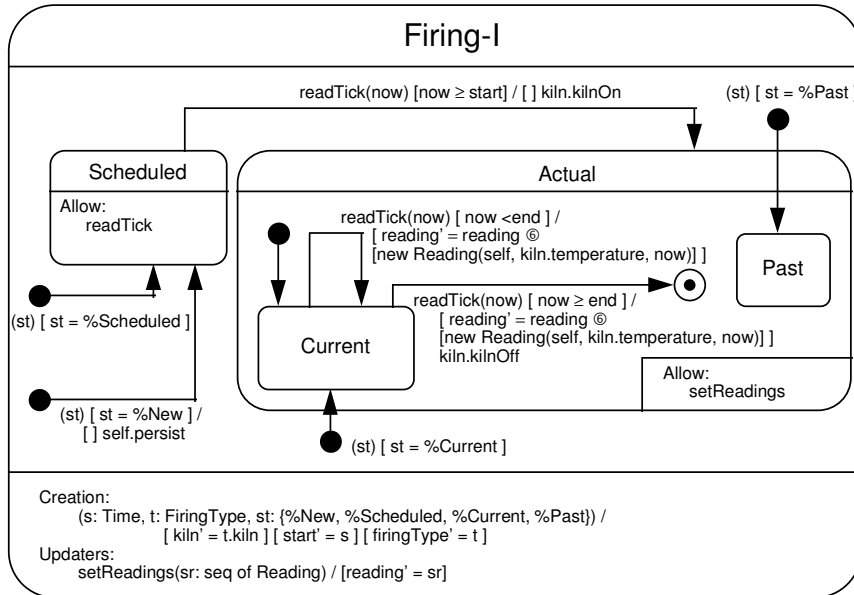 Firing-I
readTick(now) [now ≥ start] / [ ] kiln.kilnOn
(st) [ st = %Past ]
Scheduled
Allow:
readTick
Actual
readTick(now) [ now <end ] /
[ reading' = reading ⑥
[new Reading(self, kiln.temperature, now)] ]
Past
(st) [ st = %Scheduled ]
readTick(now) [ now ≥ end ] /
[ reading' = reading ⑥
[new Reading(self, kiln.temperature, now)] ]
kiln.kilnOff
Current
Allow:
setReadings
(st) [ st = %New ] /
[ ] self.persist
(st) [ st = %Current ]
Creation:
(s: Time, t: FiringType, st: {%New, %Scheduled, %Current, %Past}) /
[ kiln' = t.kiln ] [ start' = s ] [ firingType' = t ]
Updaters:
setReadings(sr: seq of Reading) / [reading' = sr]